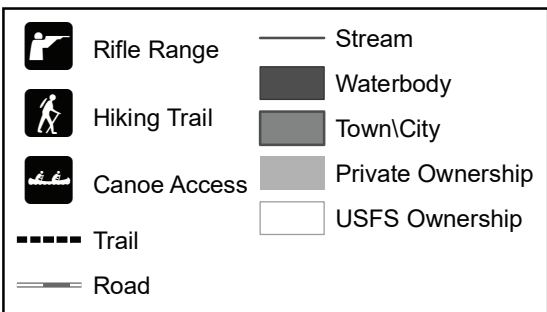 Rifle Range
Hiking Trail
Canoe Access
Trail
Road
Stream
Waterbody
Town\City
Private Ownership
USFS Ownership